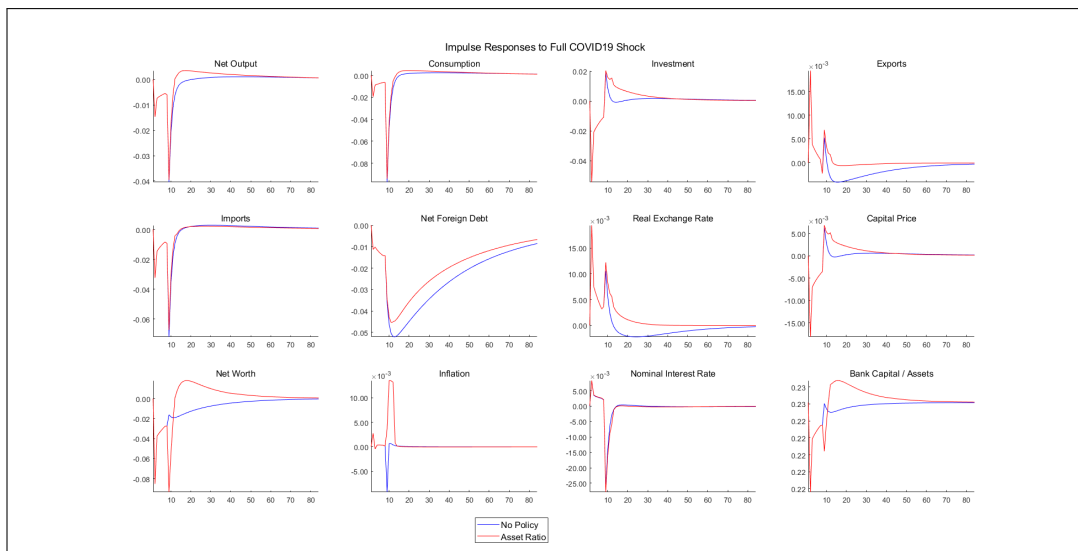 Impulse Responses to Full COVID19 Shock
Net Output
0.00
-0.01
-0.02
-0.03
-0.04
10 20 30 40 50 60 70 80
Consumption
0.00
-0.02
-0.04
-0.06
-0.08
10 20 30 40 50 60 70 80
Investment
0.02
0.00
-0.02
-0.04
10 20 30 40 50 60 70 80
Exports
×10⁻³
15.00
10.00
5.00
0.00
10 20 30 40 50 60 70 80
Imports
0.00
-0.02
-0.04
-0.06
10 20 30 40 50 60 70 80
Net Foreign Debt
0.00
-0.01
-0.02
-0.03
-0.04
-0.05
10 20 30 40 50 60 70 80
Real Exchange Rate
×10⁻³
15.00
10.00
5.00
0.00
10 20 30 40 50 60 70 80
Capital Price
×10⁻³
5.00
0.00
-5.00
-10.00
-15.00
10 20 30 40 50 60 70 80
Net Worth
0.00
-0.02
-0.04
-0.06
-0.08
10 20 30 40 50 60 70 80
Inflation
×10⁻³
10.00
5.00
0.00
-5.00
10 20 30 40 50 60 70 80
Nominal Interest Rate
×10⁻³
5.00
0.00
-5.00
-10.00
-15.00
-20.00
-25.00
10 20 30 40 50 60 70 80
Bank Capital / Assets
0.23
0.23
0.22
0.22
0.22
0.22
10 20 30 40 50 60 70 80
No Policy
Asset Ratio